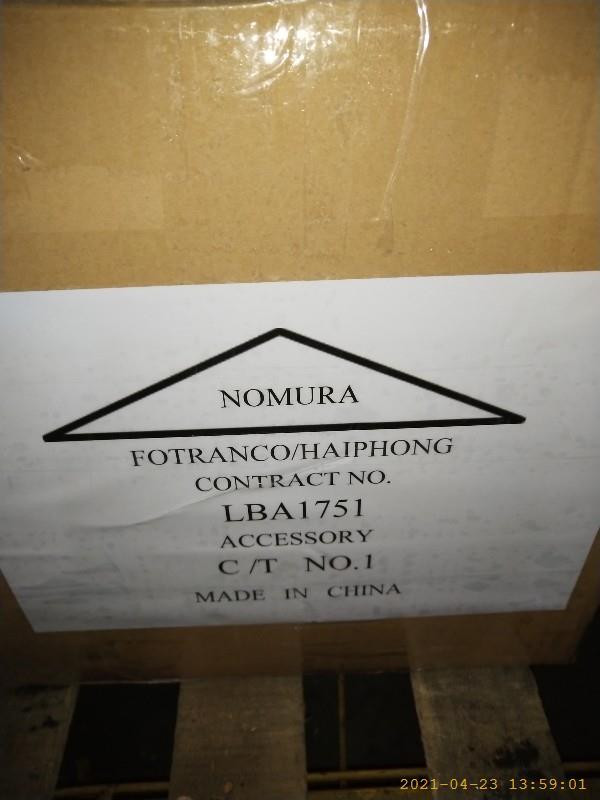 NOMURA
FOTRANCO/HAIPHONG
CONTRACT NO.
LBA1751
ACCESSORY
C /T NO.1
MADE IN CHINA
2021-04-23 13:59:01